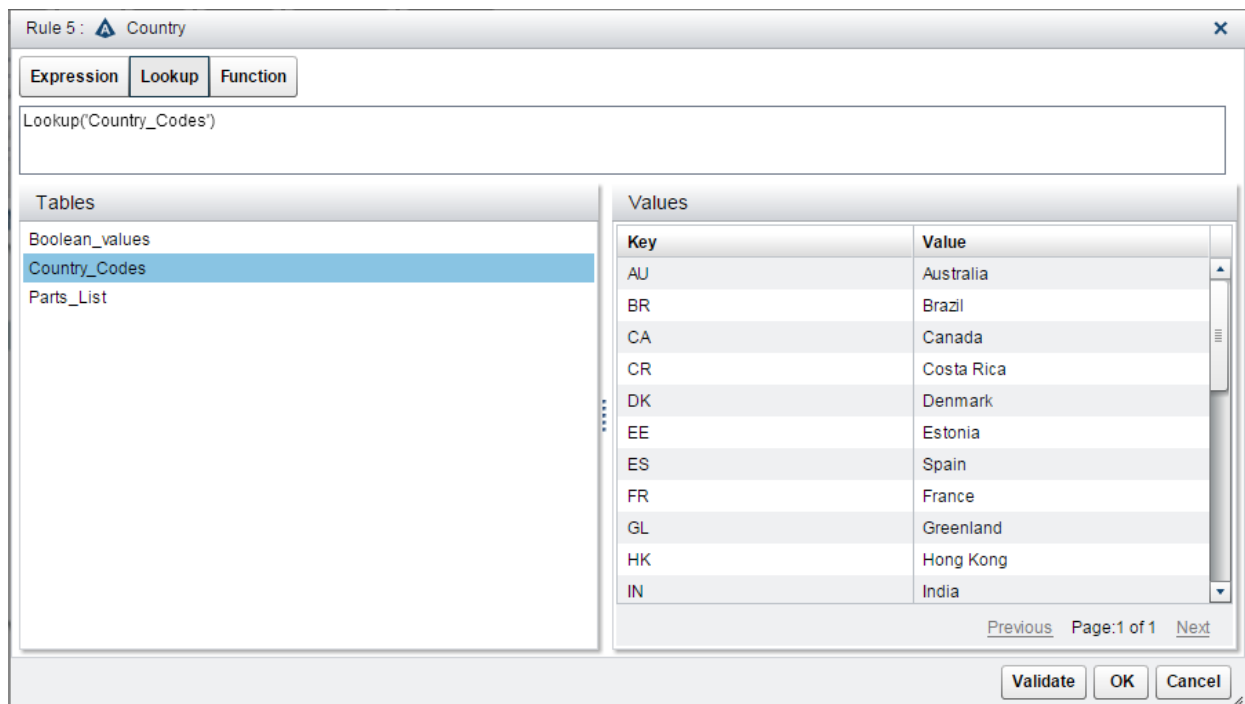 Rule 5 : A Country
Expression Lookup Function
Lookup('Country_Codes')
Tables
Boolean_values
Country_Codes
Parts_List
Values
Key Value
AU Australia
BR Brazil
CA Canada
CR Costa Rica
DK Denmark
EE Estonia
ES Spain
FR France
GL Greenland
HK Hong Kong
IN India
Previous Page:1 of 1 Next
Validate OK Cancel